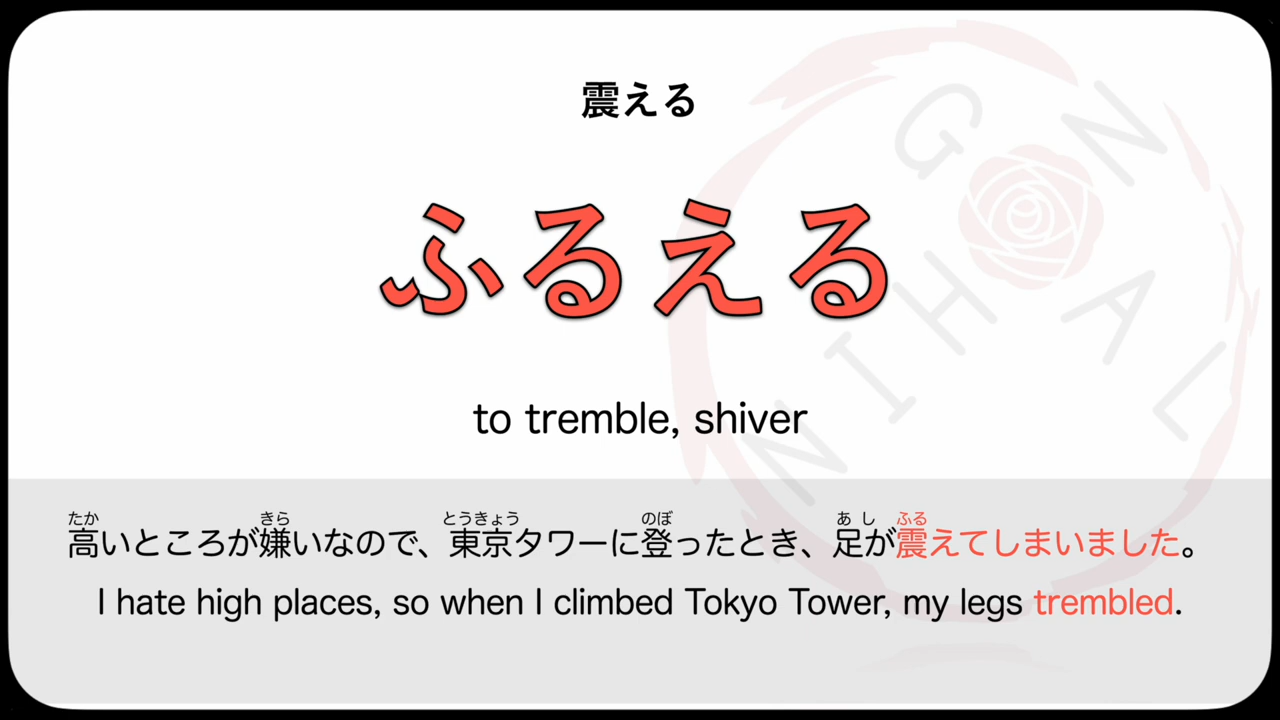 震える
ふるえる
to tremble, shiver
たか きら とうきょう のぼ あし ふる
高いところが嫌いなので、東京タワーに登ったとき、足が震えてしまいました。
I hate high places, so when I climbed Tokyo Tower, my legs trembled.
NIHONGONAL